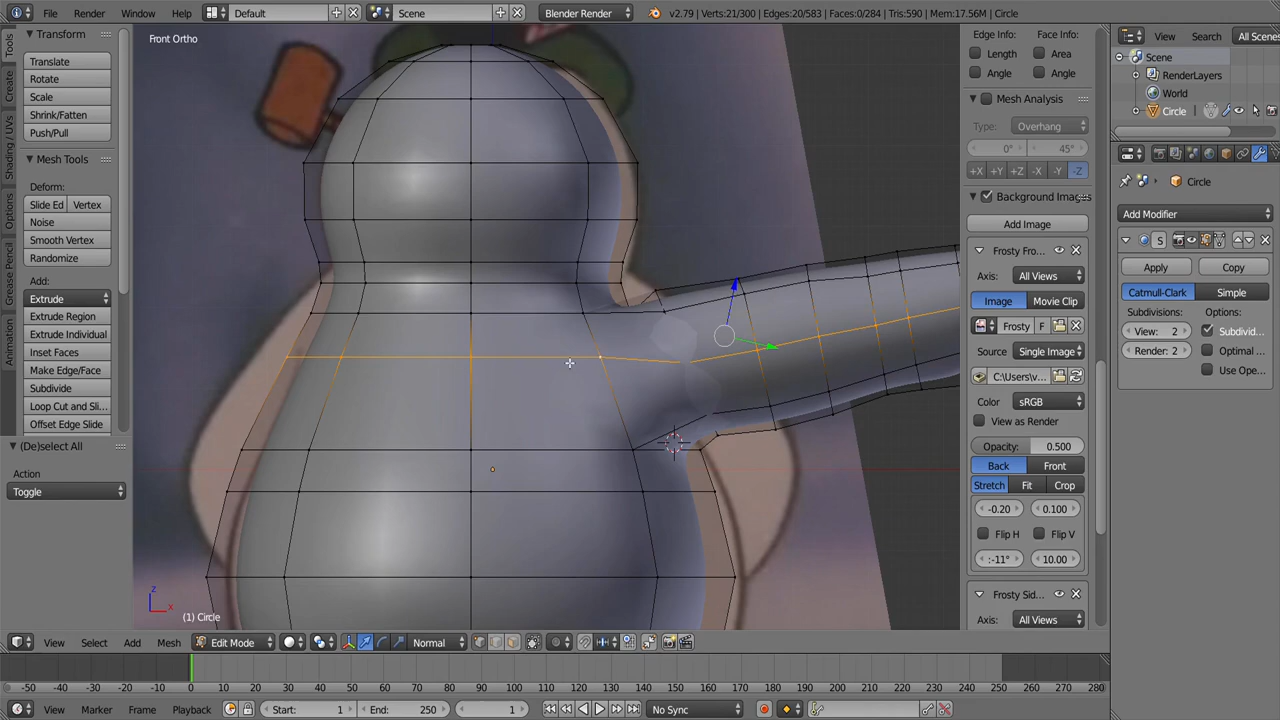 File Render Window Help Default Scene Blender Render v2.79 | Verts:21/300 | Edges:20/583 | Faces:0/284 | Tris:590 | Mem:17.56M | Circle
Tools
Create
Shading / UVs
Options
Grease Pencil
Animation
Transform
Translate
Rotate
Scale
Shrink/Fatten
Push/Pull
Mesh Tools
Deform:
Slide Ed Vertex
Noise
Smooth Vertex
Randomize
Add:
Extrude
Extrude Region
Extrude Individual
Inset Faces
Make Edge/Face
Subdivide
Loop Cut and Sli...
Offset Edge Slide
(De)select All
Action
Toggle
Front Ortho
z
x
(1) Circle
Edge Info: Face Info:
Length Area
Angle Angle
Mesh Analysis
Type: Overhang
0° 45°
+X +Y +Z -X -Y -Z
Background Imag
Add Image
Frosty Fro...
Axis: All Views
Image Movie Clip
Frosty F
Source Single Image
C:\Users\v...
Color sRGB
View as Render
Opacity: 0.500
Back Front
Stretch Fit Crop
-0.20 0.100
Flip H Flip V
:-11° 10.00
Frosty Sid...
Axis: All Views
View Search All Scenes
Scene
RenderLayers
World
Circle
Circle
Add Modifier
S
Apply Copy
Catmull-Clark Simple
Subdivisions: Options:
View: 2 Subdivid...
Render: 2 Optimal ...
Use Ope...
View Select Add Mesh Edit Mode Normal
-50 -40 -30 -20 -10 0 10 20 30 40 50 60 70 80 90 100 110 120 130 140 150 160 170 180 190 200 210 220 230 240 250 260 270 280
View Marker Frame Playback Start: 1 End: 250 1 No Sync